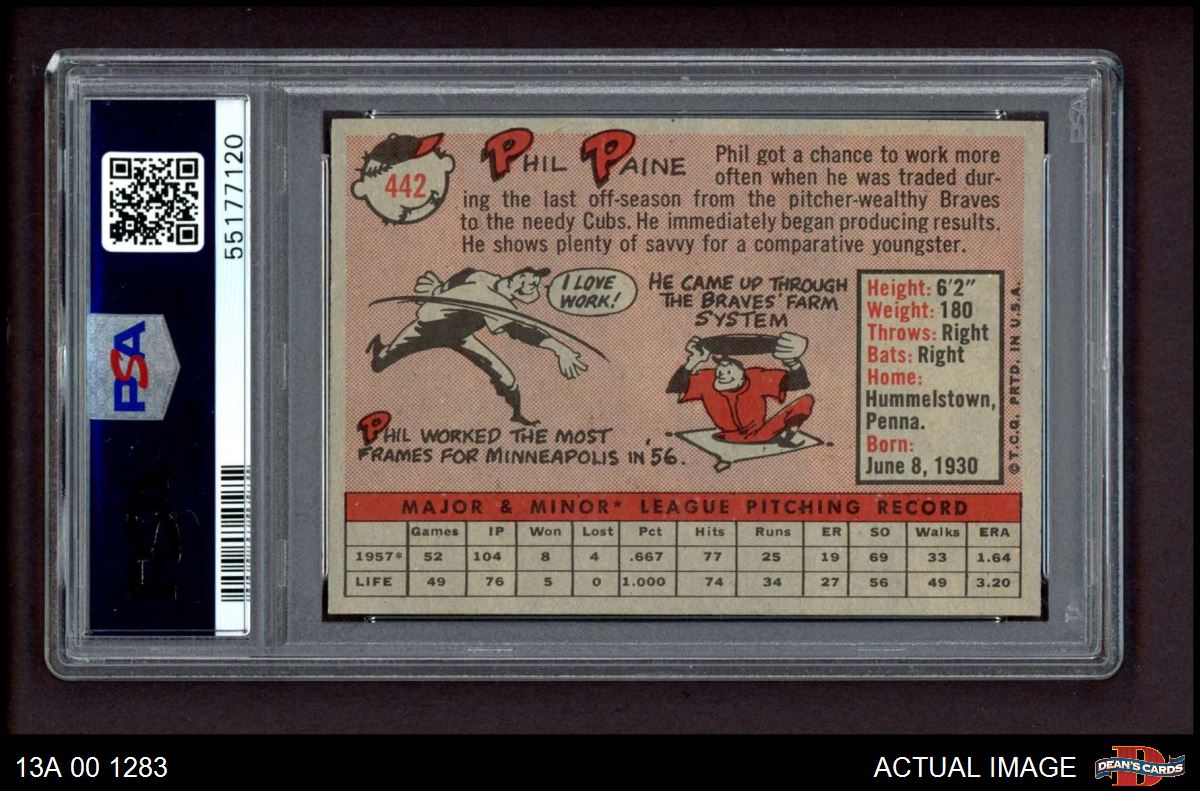 55177120
PSA
442
PHIL PAINE
Phil got a chance to work more
often when he was traded dur-
ing the last off-season from the pitcher-wealthy Braves
to the needy Cubs. He immediately began producing results.
He shows plenty of savvy for a comparative youngster.
I LOVE
WORK!
HE CAME UP THROUGH
THE BRAVES' FARM
SYSTEM
PHIL WORKED THE MOST
FRAMES FOR MINNEAPOLIS IN '56.
Height: 6'2"
Weight: 180
Throws: Right
Bats: Right
Home:
Hummelstown,
Penna.
Born:
June 8, 1930
©T.C.G. PRTD. IN U.S.A.
MAJOR & MINOR* LEAGUE PITCHING RECORD
Games IP Won Lost Pct Hits Runs ER SO Walks ERA
1957* 52 104 8 4 .667 77 25 19 69 33 1.64
LIFE 49 76 5 0 1.000 74 34 27 56 49 3.20
PSA
13A 00 1283
ACTUAL IMAGE
DEAN'S CARDS